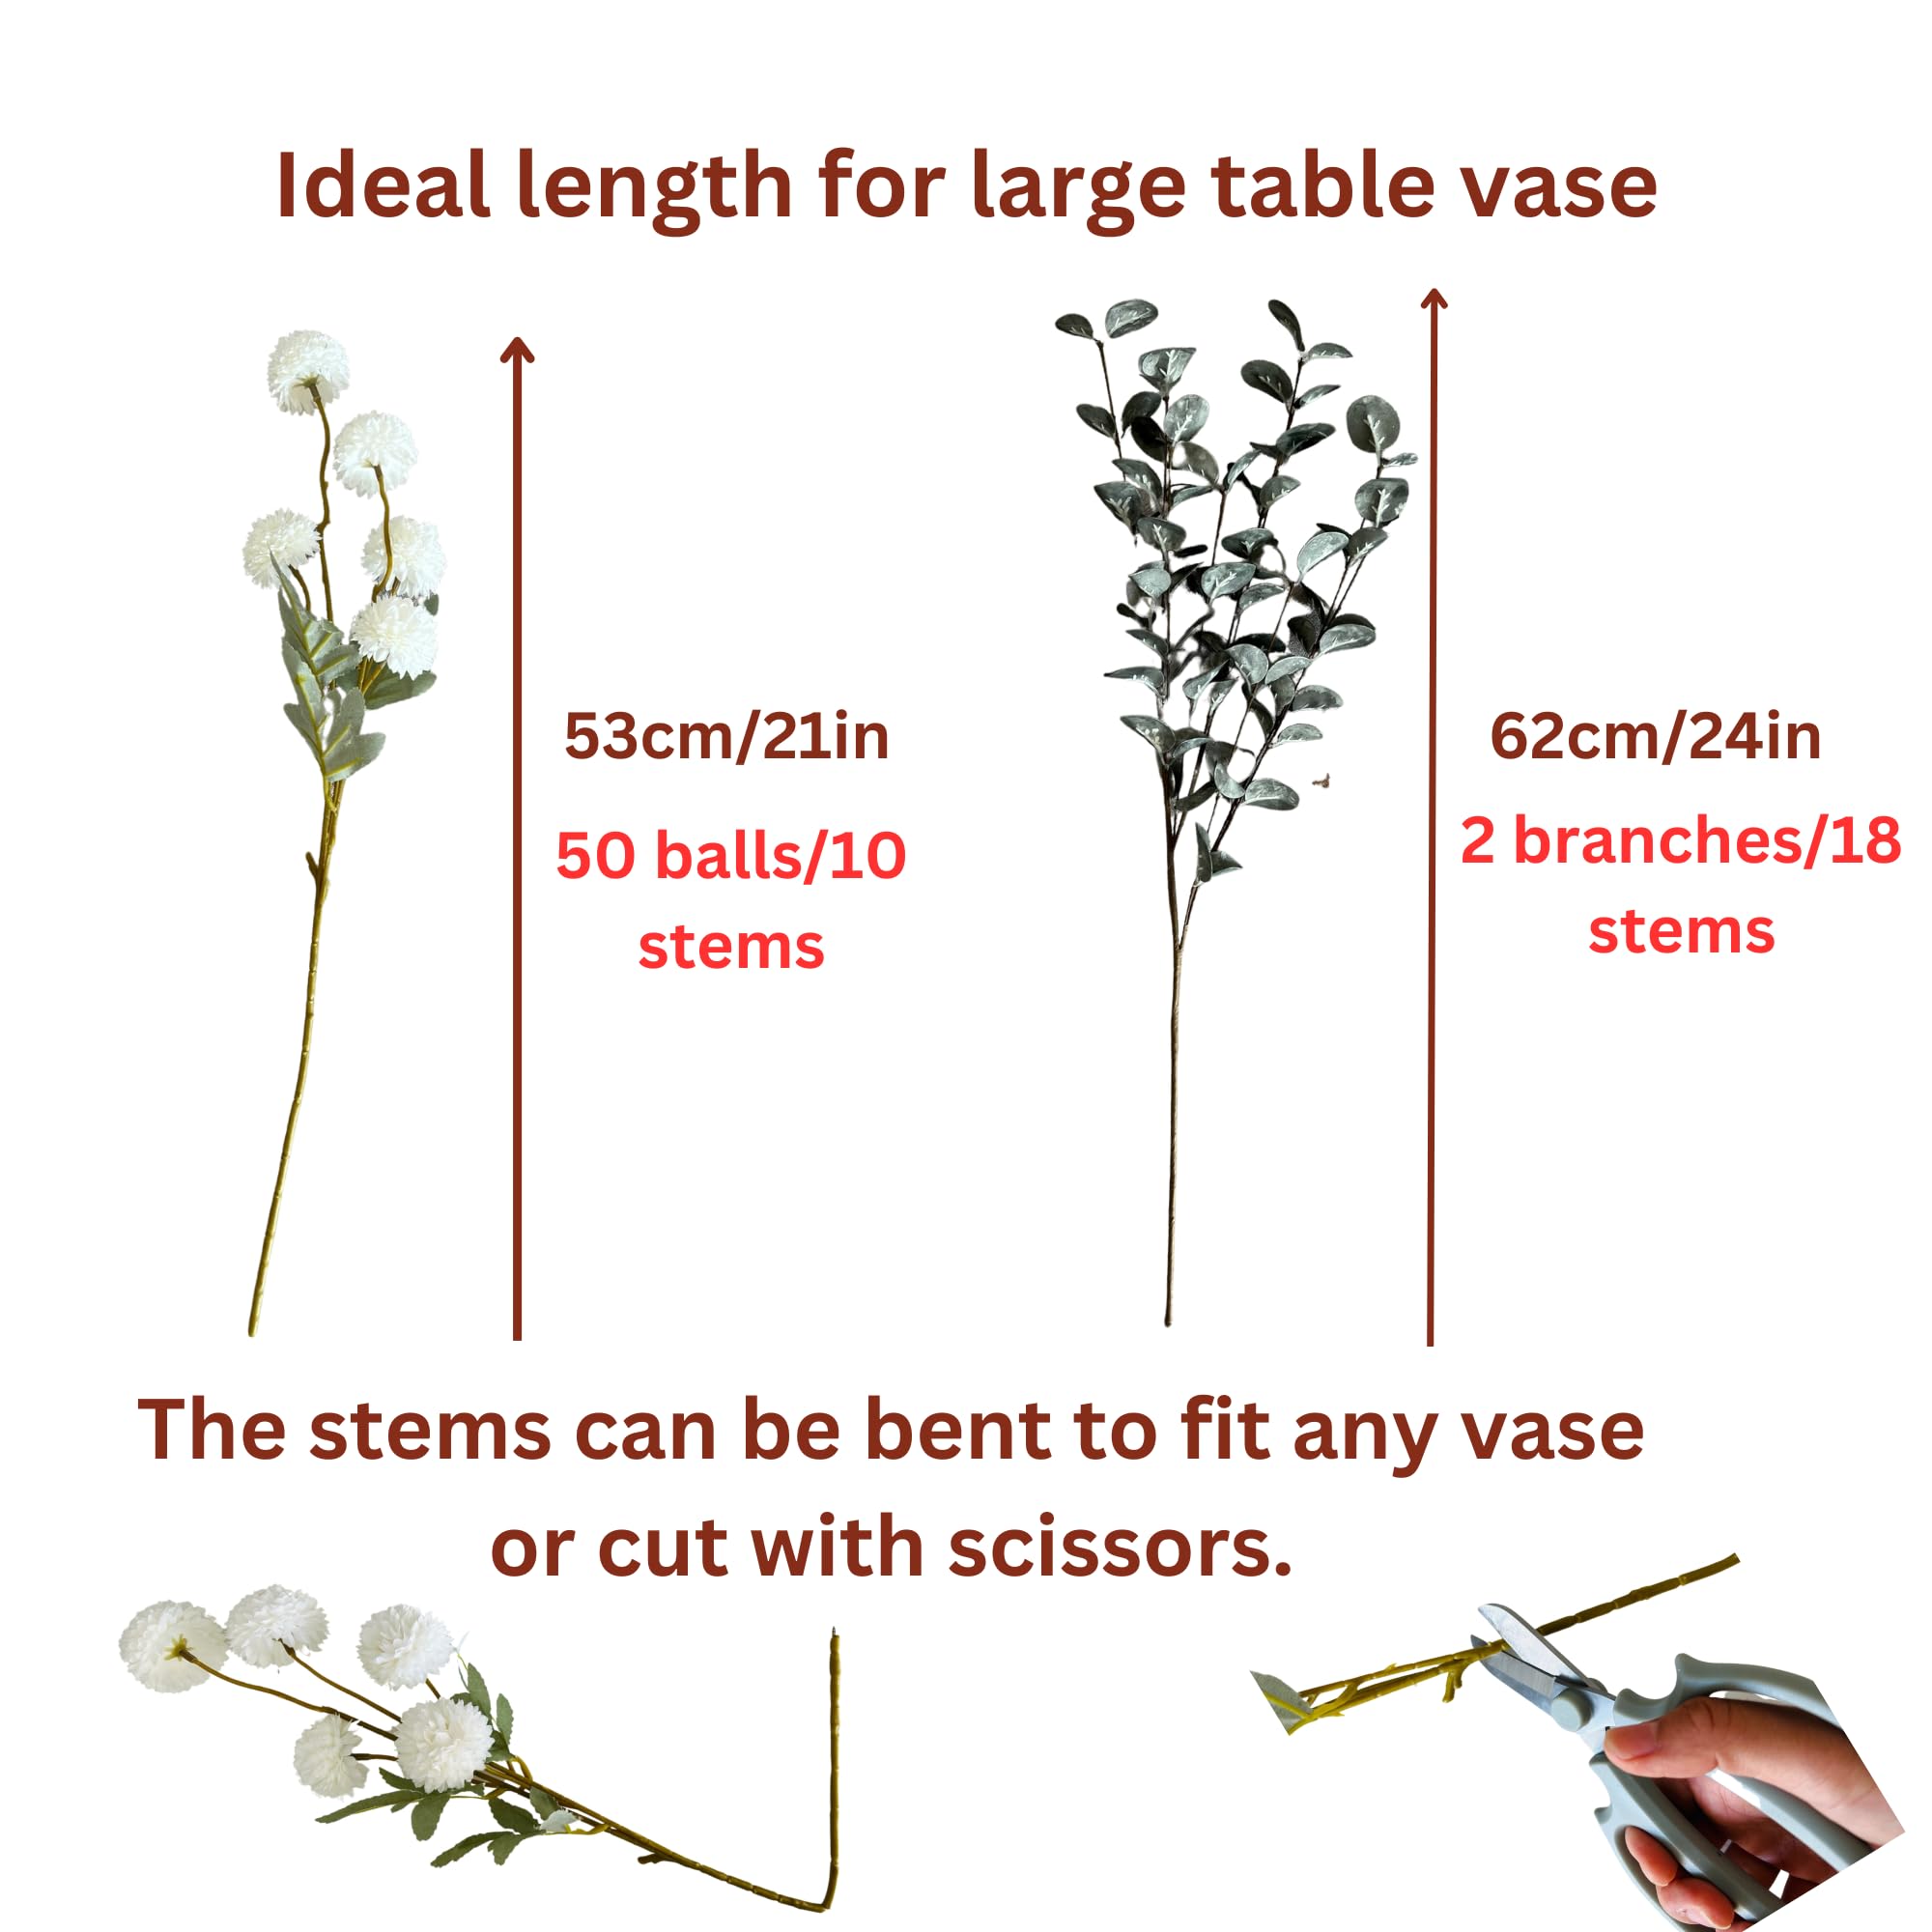 Ideal length for large table vase
53cm/21in
50 balls/10
stems
62cm/24in
2 branches/18
stems
The stems can be bent to fit any vase
or cut with scissors.